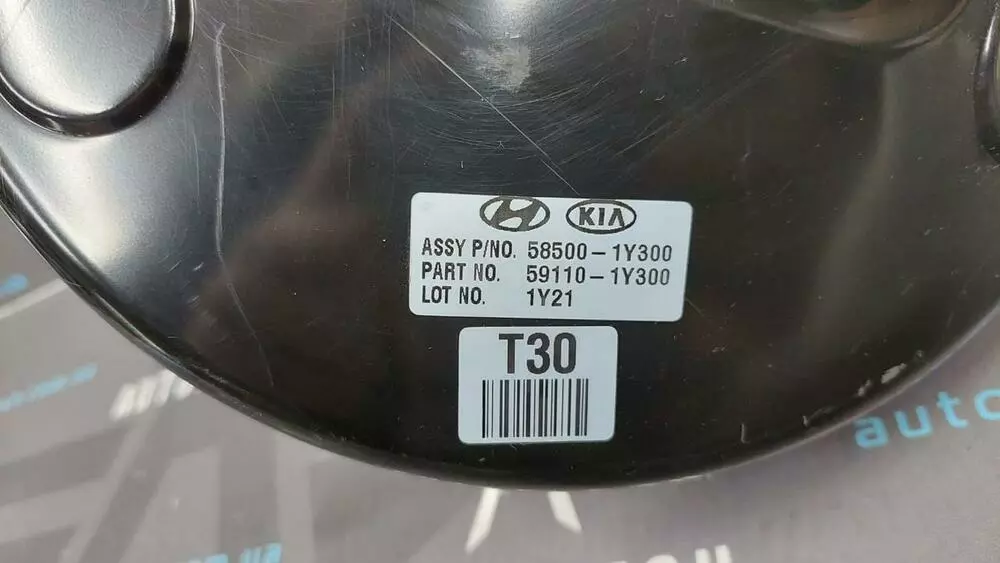 KIA
ASSY P/NO. 58500-1Y300
PART NO. 59110-1Y300
LOT NO. 1Y21
T30
auto